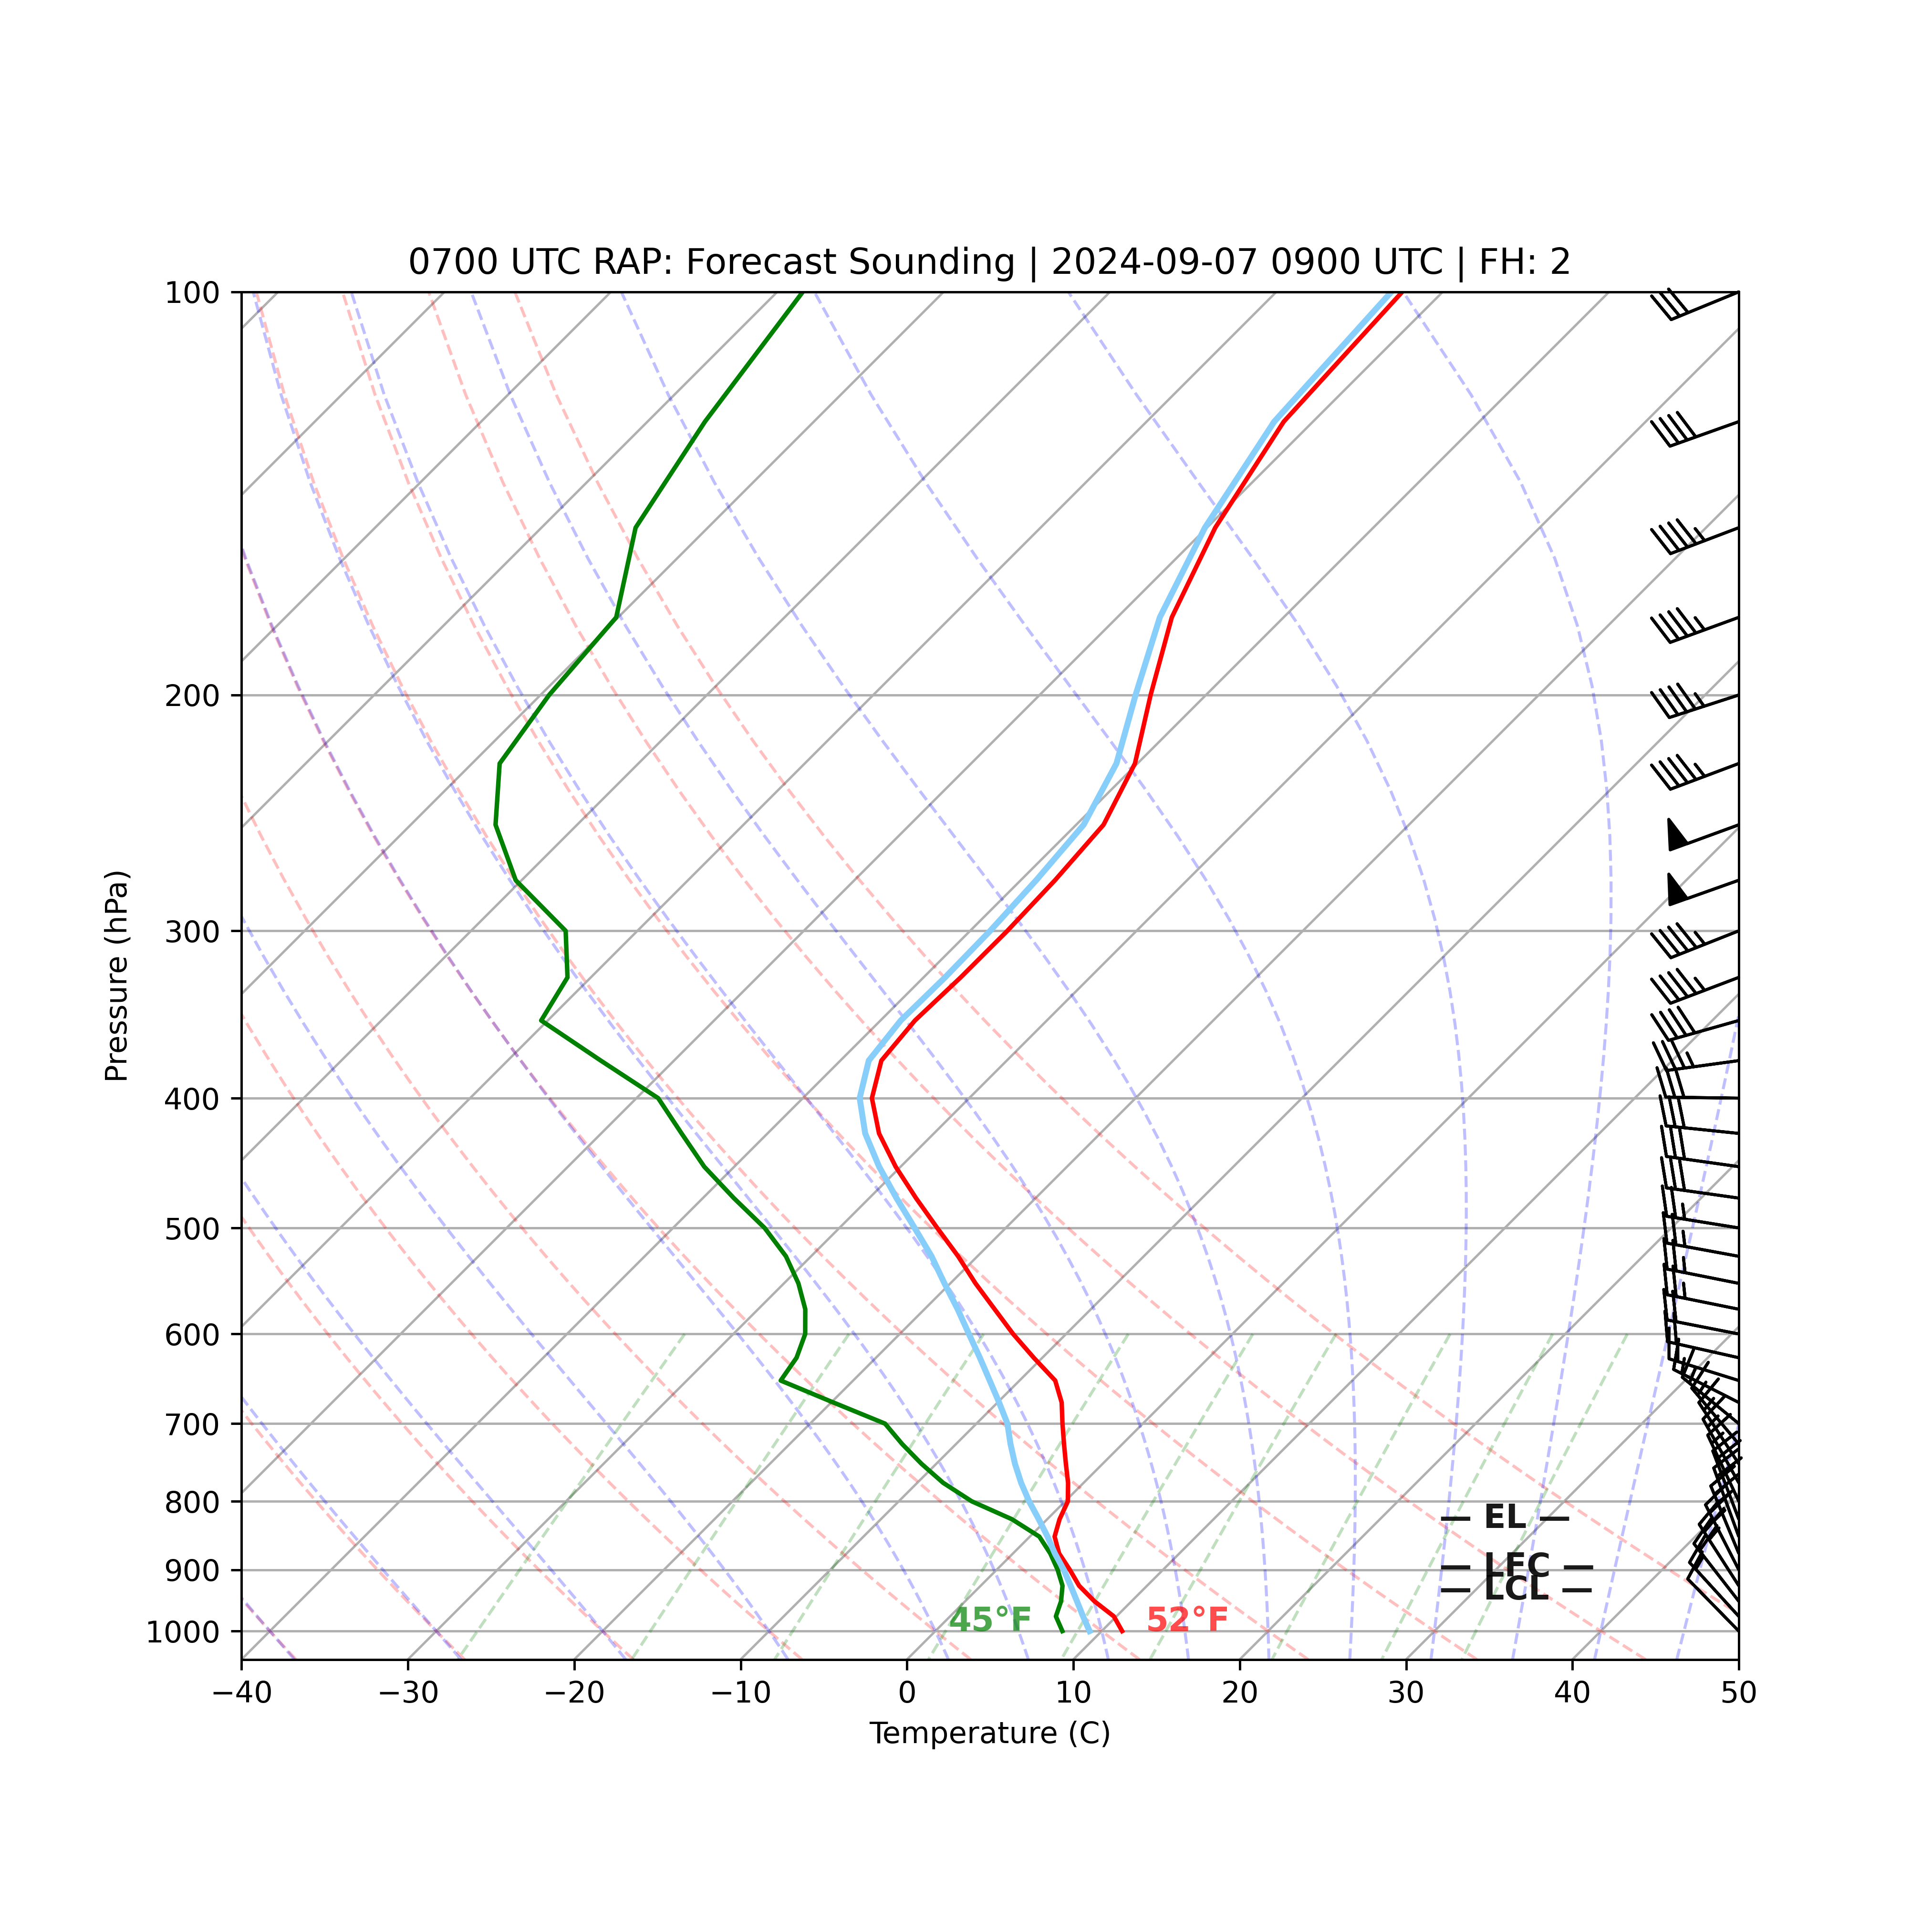 0700 UTC RAP: Forecast Sounding | 2024-09-07 0900 UTC | FH: 2
100
200
300
400
500
600
700
800
900
1000
Pressure (hPa)
— EL —
— LFC —
— LCL —
45°F
52°F
−40
−30
−20
−10
0
10
20
30
40
50
Temperature (C)